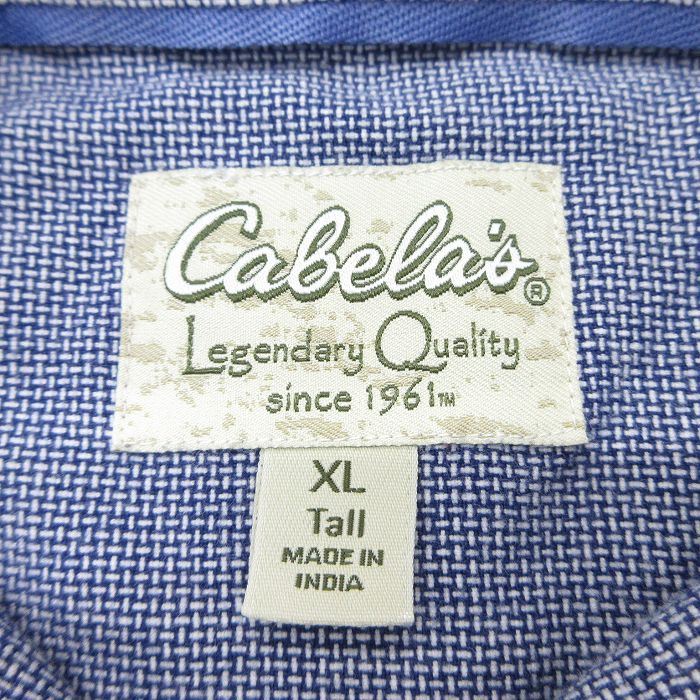 Cabela's®
Legendary Quality
since 1961™
XL
Tall
MADE IN
INDIA